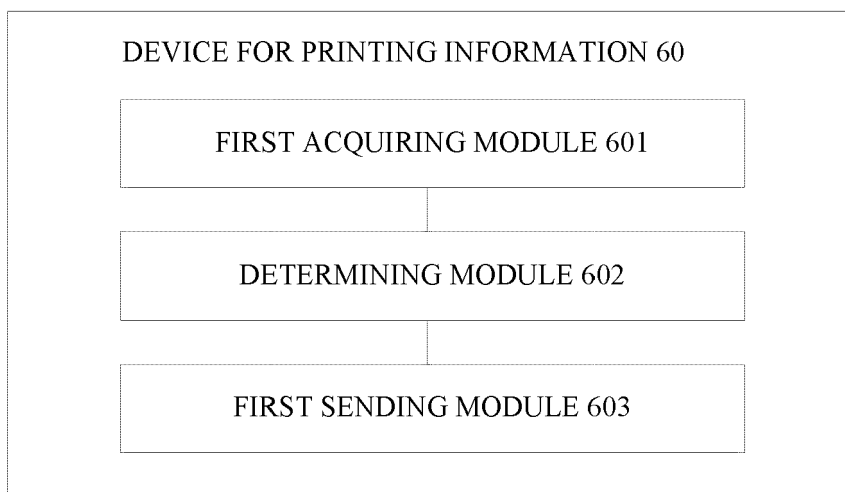 DEVICE FOR PRINTING INFORMATION 60
FIRST ACQUIRING MODULE 601
DETERMINING MODULE 602
FIRST SENDING MODULE 603